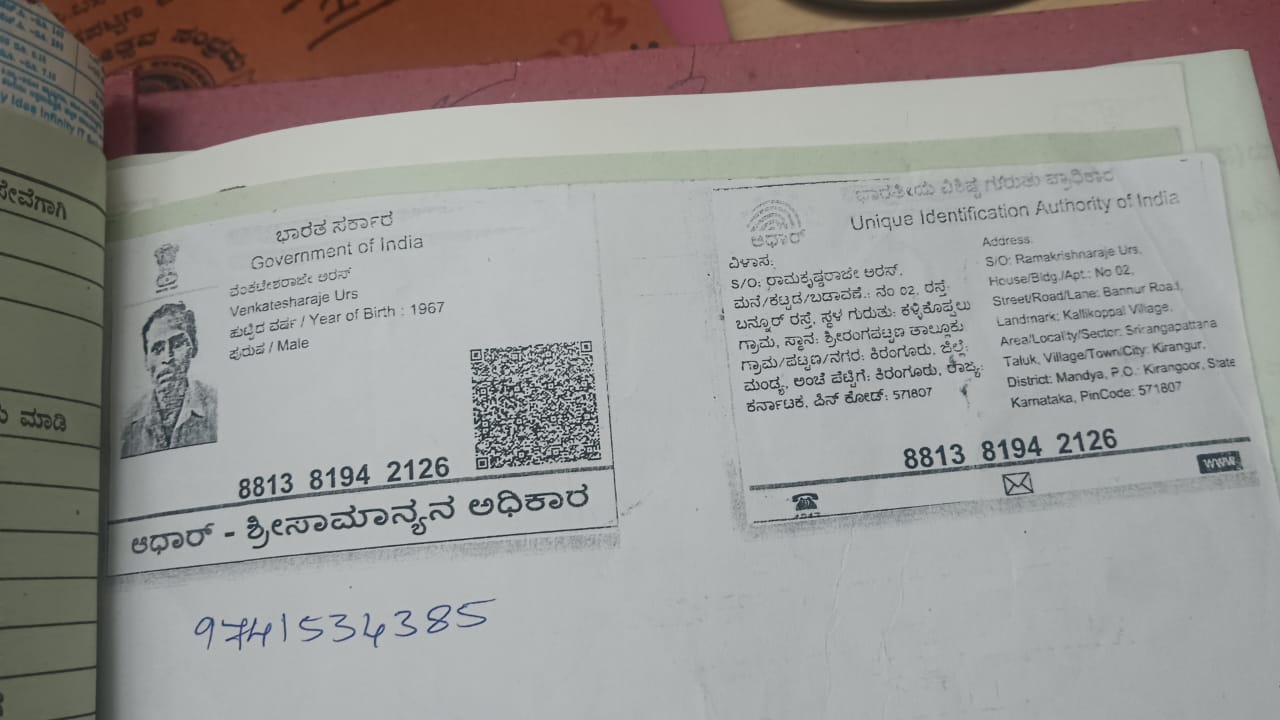 ಸೇವೆಗಾಗಿ
ಮಾಡಿ
ಭಾರತ ಸರ್ಕಾರ
Government of India
ವೆಂಕಟೇಶರಾಜೇ ಅರಸ್
Venkatesharaje Urs
ಹುಟ್ಟಿದ ವರ್ಷ / Year of Birth : 1967
ಪುರುಷ / Male
8813 8194 2126
ಆಧಾರ್ - ಶ್ರೀಸಾಮಾನ್ಯನ ಅಧಿಕಾರ
9741534385
ಭಾರತೀಯ ವಿಶಿಷ್ಟ ಗುರುತು ಪ್ರಾಧಿಕಾರ
Unique Identification Authority of India
ಆಧಾರ್
ವಿಳಾಸ:
S/O: ರಾಮಕೃಷ್ಣರಾಜೇ ಅರಸ್,
ಮನೆ/ಕಟ್ಟಡ/ಬಡಾವಣೆ.: ನಂ 02, ರಸ್ತೆ:
ಬನ್ನೂರ್ ರಸ್ತೆ, ಸ್ಥಳ ಗುರುತು: ಕಳ್ಳಿಕೊಪ್ಪಲು
ಗ್ರಾಮ, ಸ್ಥಾನ: ಶ್ರೀರಂಗಪಟ್ಟಣ ತಾಲೂಕು
ಗ್ರಾಮ/ಪಟ್ಟಣ/ನಗರ: ಕಿರಂಗೂರು, ಜಿಲ್ಲೆ:
ಮಂಡ್ಯ, ಅಂಚೆ ಪೆಟ್ಟಿಗೆ: ಕಿರಂಗೂರು, ರಾಜ್ಯ:
ಕರ್ನಾಟಕ, ಪಿನ್ ಕೋಡ್: 571807
Address:
S/O: Ramakrishnaraje Urs,
House/Bldg./Apt.: No 02,
Street/Road/Lane: Bannur Road,
Landmark: Kallikoppal Village,
Area/Locality/Sector: Srirangapattana
Taluk, Village/Town/City: Kirangur,
District: Mandya, P.O.: Kirangoor, State
Karnataka, PinCode: 571807
8813 8194 2126
www